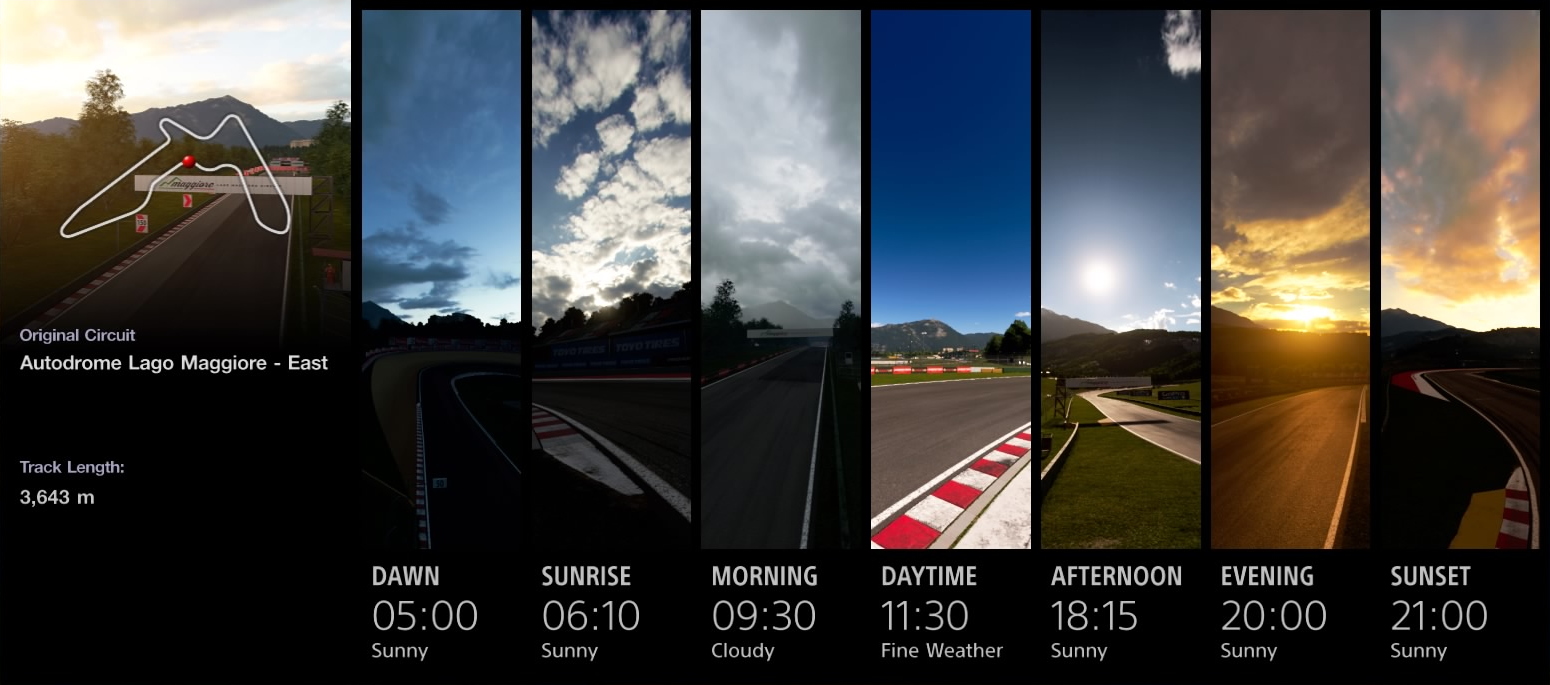 maggiore
Original Circuit
Autodrome Lago Maggiore - East
Track Length:
3,643 m
TOYO TIRES
TOYO TIRES
DAWN
05:00
Sunny
SUNRISE
06:10
Sunny
MORNING
09:30
Cloudy
DAYTIME
11:30
Fine Weather
AFTERNOON
18:15
Sunny
EVENING
20:00
Sunny
SUNSET
21:00
Sunny